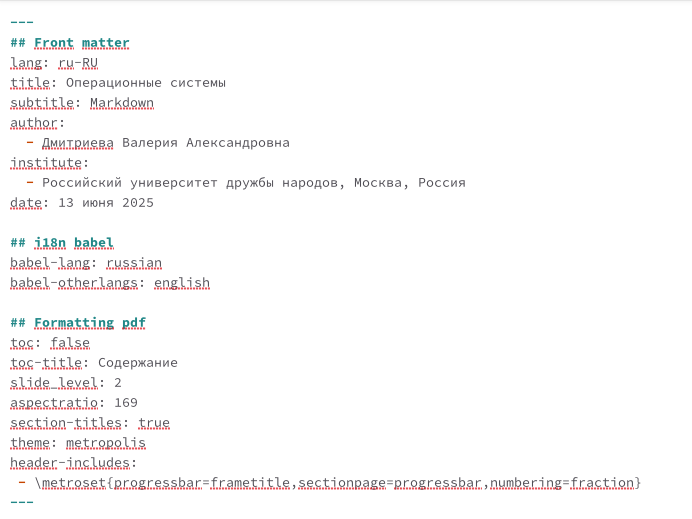 ---
## Front matter
lang: ru-RU
title: Операционные системы
subtitle: Markdown
author:
  - Дмитриева Валерия Александровна
institute:
  - Российский университет дружбы народов, Москва, Россия
date: 13 июня 2025

## i18n babel
babel-lang: russian
babel-otherlangs: english

## Formatting pdf
toc: false
toc-title: Содержание
slide_level: 2
aspectratio: 169
section-titles: true
theme: metropolis
header-includes:
 - \metroset{progressbar=frametitle,sectionpage=progressbar,numbering=fraction}
---